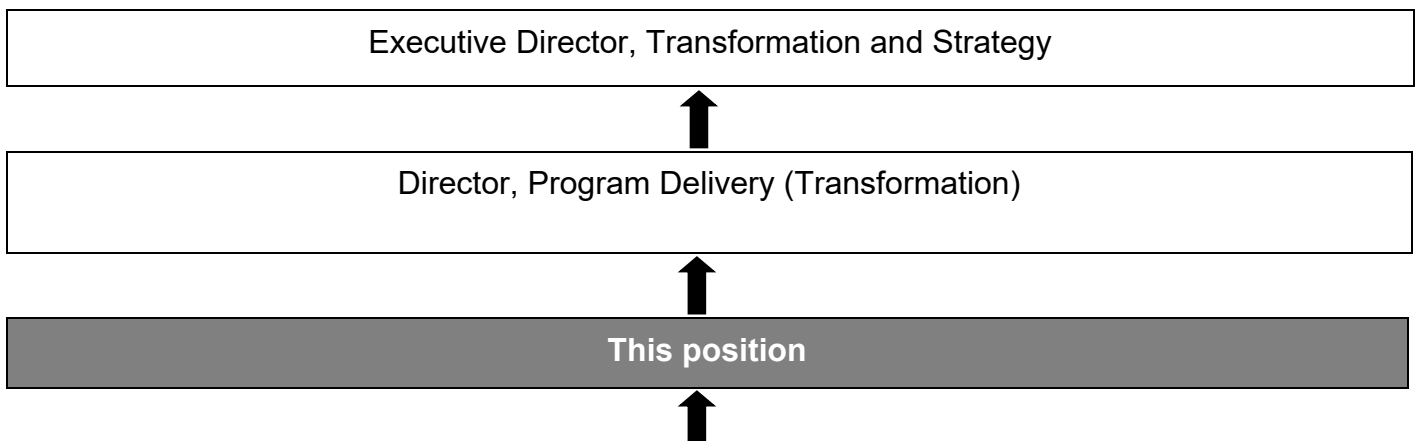 Executive Director, Transformation and Strategy
Director, Program Delivery (Transformation)
This position